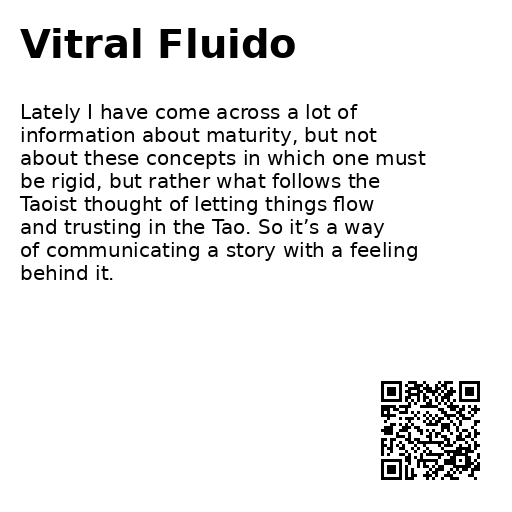 Vitral Fluido
Lately I have come across a lot of
information about maturity, but not
about these concepts in which one must
be rigid, but rather what follows the
Taoist thought of letting things flow
and trusting in the Tao. So it’s a way
of communicating a story with a feeling
behind it.